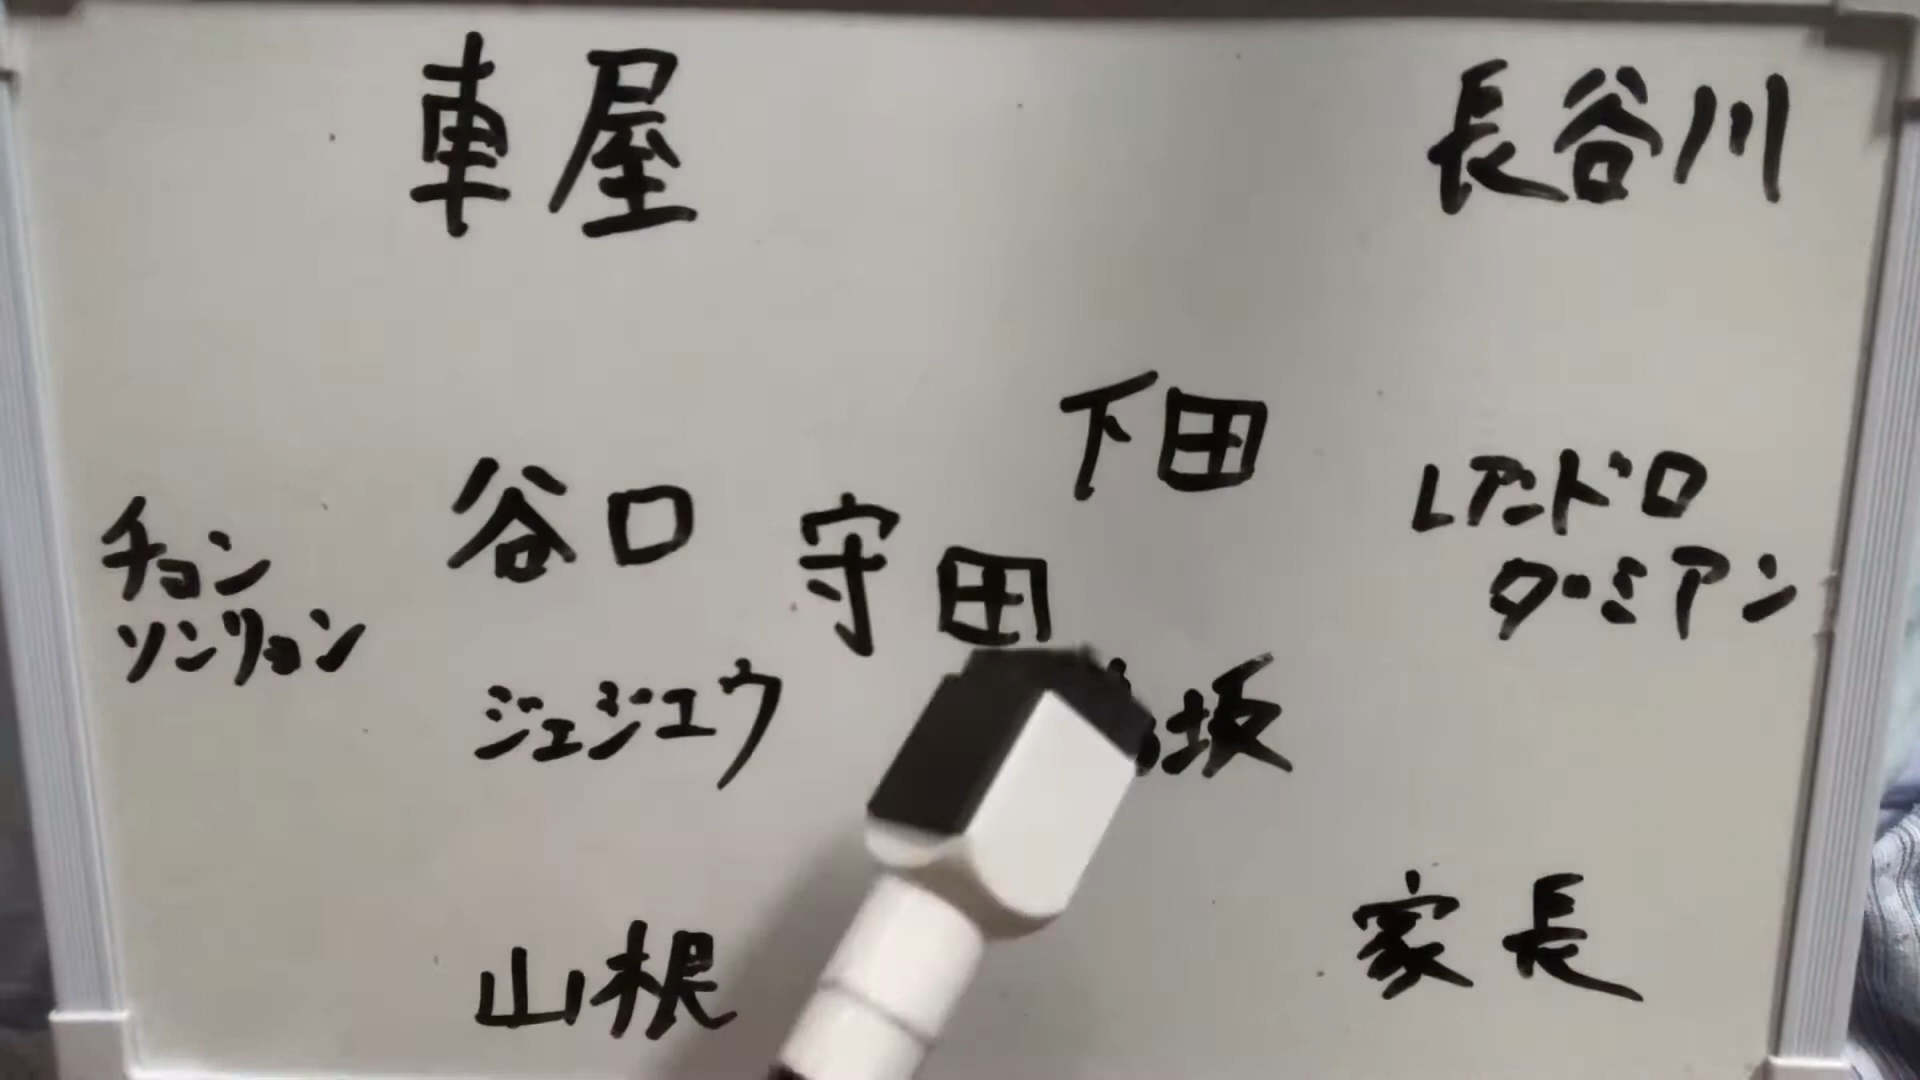 車屋
長谷川
下田
谷口
守田
レアンドロ
ダミアン
チョン
ソンリョン
ジェジエウ
坂
山根
家長